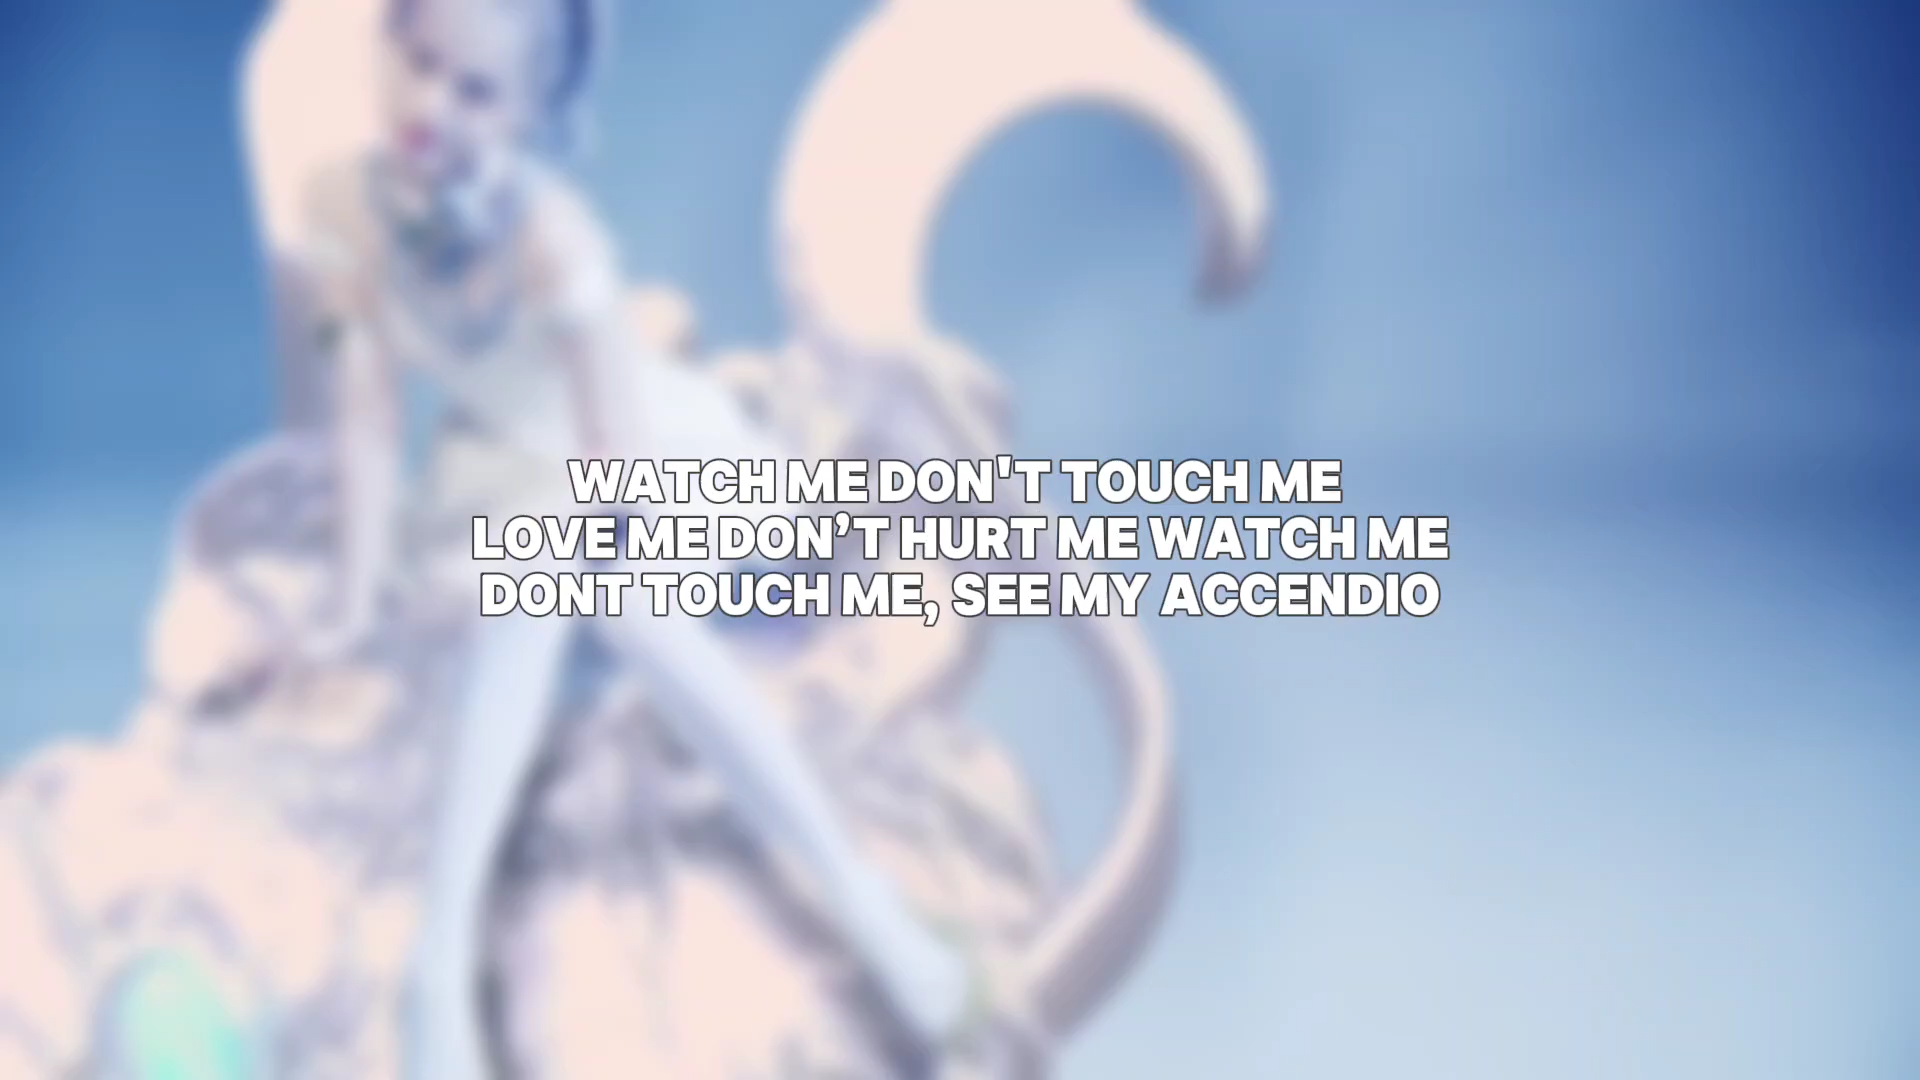 WATCH ME DON'T TOUCH ME
LOVE ME DON’T HURT ME WATCH ME
DONT TOUCH ME, SEE MY ACCENDIO